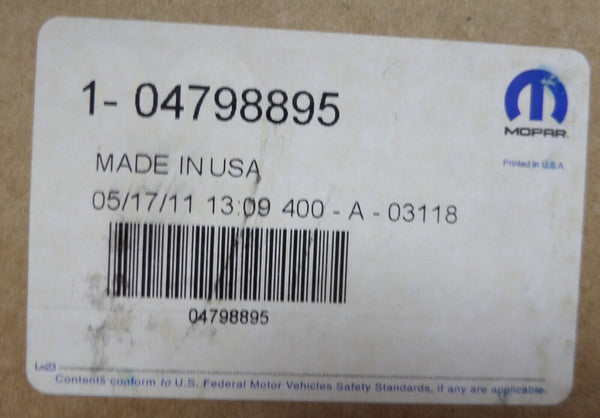 1- 04798895
MOPAR
Printed in U.S.A
MADE IN USA
05/17/11 13:09 400 - A - 03118
04798895
L-23
Contents conform to U.S. Federal Motor Vehicles Safety Standards, if any are applicable.